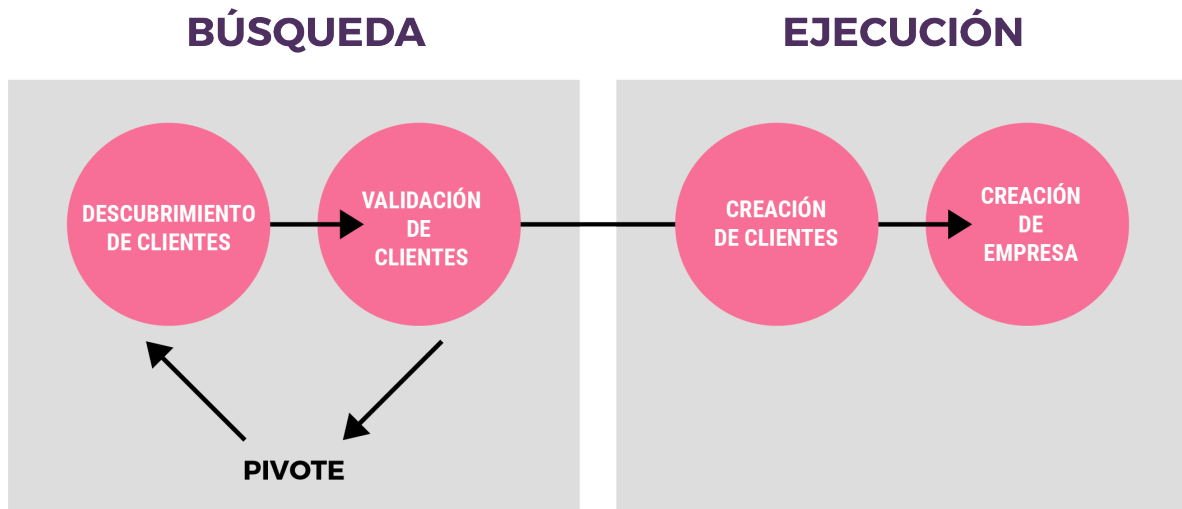 BÚSQUEDA
EJECUCIÓN
DESCUBRIMIENTO
DE CLIENTES
VALIDACIÓN
DE
CLIENTES
CREACIÓN
DE CLIENTES
CREACIÓN
DE
EMPRESA
PIVOTE